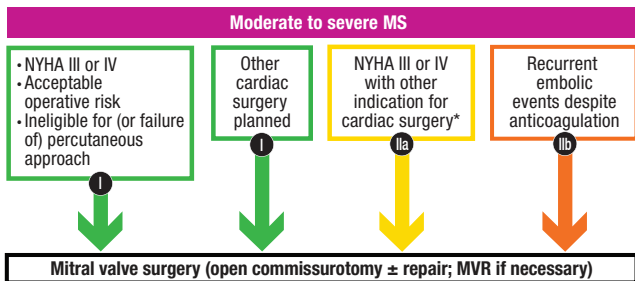 Moderate to severe MS
• NYHA III or IV
• Acceptable
operative risk
• Ineligible for (or failure
of) percutaneous
approach
I
Other
cardiac
surgery
planned
I
NYHA III or IV
with other
indication for
cardiac surgery*
IIa
Recurrent
embolic
events despite
anticoagulation
IIb
Mitral valve surgery (open commissurotomy ± repair; MVR if necessary)